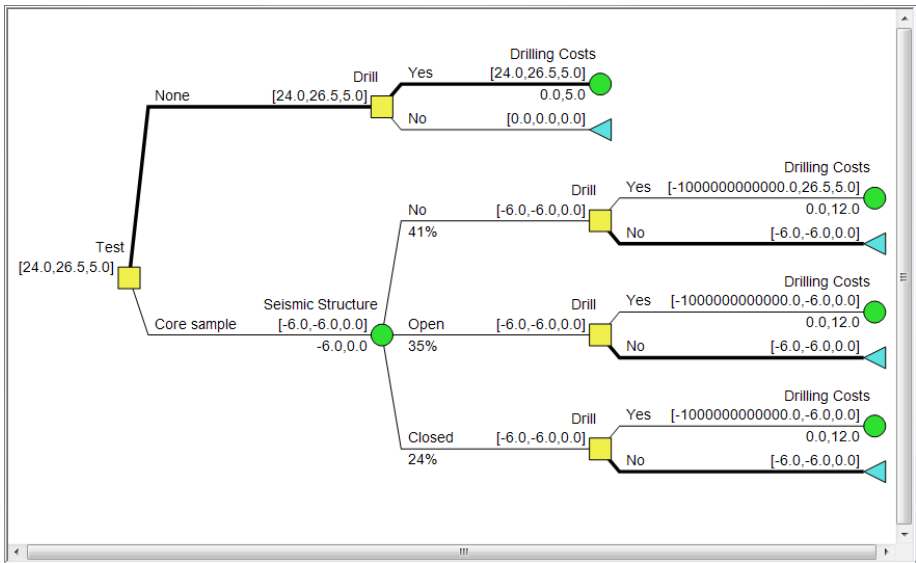 Drilling Costs
Drill Yes [24.0,26.5,5.0]
None [24.0,26.5,5.0] 0.0,5.0
No [0.0,0.0,0.0]
Drilling Costs
Drill Yes [-1000000000000.0,26.5,5.0]
No [-6.0,-6.0,0.0] 0.0,12.0
41% No [-6.0,-6.0,0.0]
Test
[24.0,26.5,5.0]
Drilling Costs
Seismic Structure Drill Yes [-1000000000000.0,-6.0,0.0]
Core sample [-6.0,-6.0,0.0] Open [-6.0,-6.0,0.0] 0.0,12.0
-6.0,0.0 35% No [-6.0,-6.0,0.0]
Drilling Costs
Drill Yes [-1000000000000.0,-6.0,0.0]
Closed [-6.0,-6.0,0.0] 0.0,12.0
24% No [-6.0,-6.0,0.0]